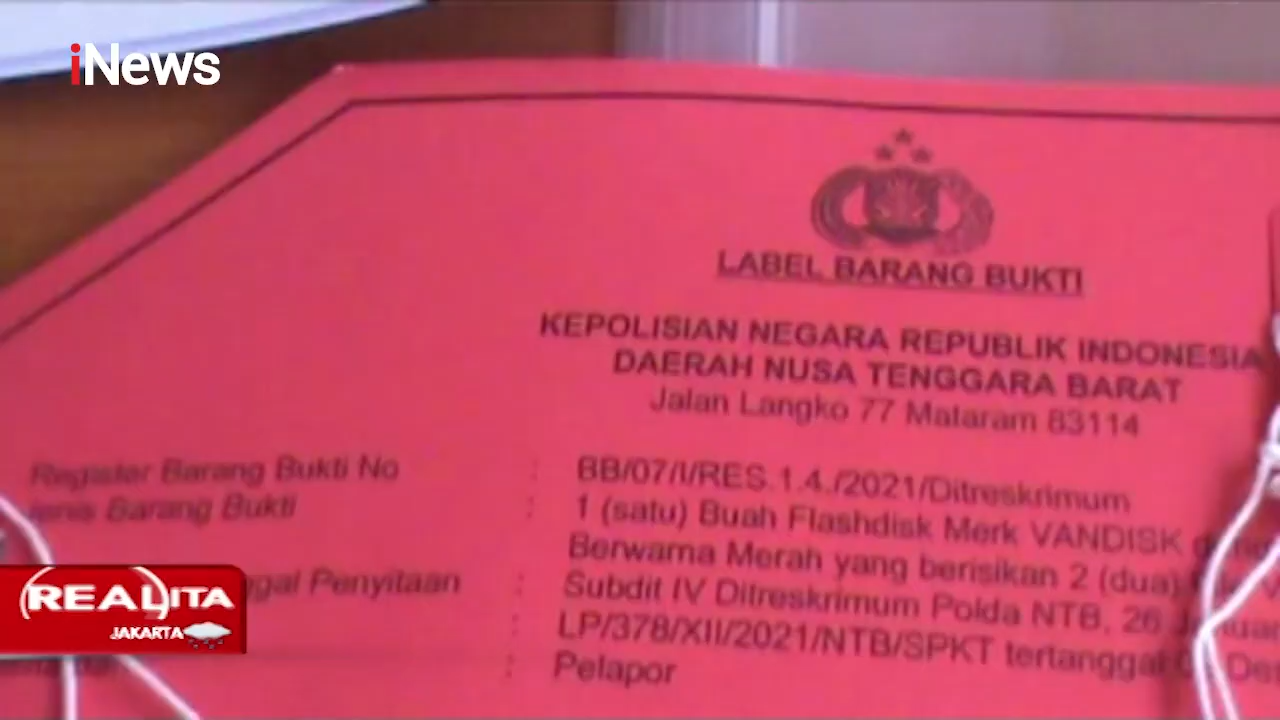 iNews
LABEL BARANG BUKTI
KEPOLISIAN NEGARA REPUBLIK INDONESIA
DAERAH NUSA TENGGARA BARAT
Jalan Langko 77 Mataram 83114
Register Barang Bukti No : BB/07/I/RES.1.4./2021/Ditreskrimum
Jenis Barang Bukti : 1 (satu) Buah Flashdisk Merk VANDISK
Berwarna Merah yang berisikan 2 (dua)
Penyitaan : Subdit IV Ditreskrimum Polda NTB, 26
: LP/378/XII/2021/NTB/SPKT tertanggal
: Pelapor
REALITA
JAKARTA